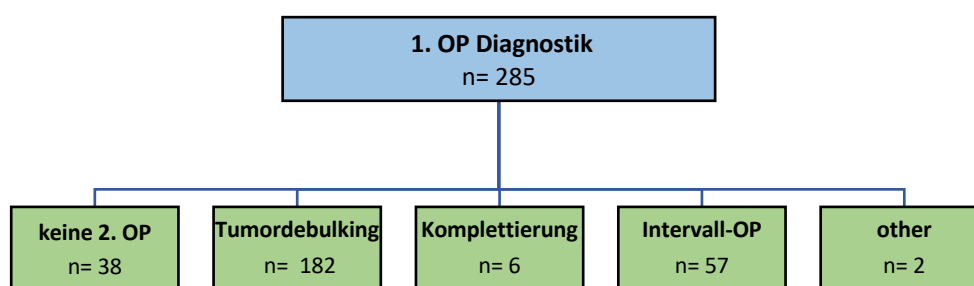 1. OP Diagnostik
n= 285
keine 2. OP
n= 38
Tumordebulking
n= 182
Komplettierung
n= 6
Intervall-OP
n= 57
other
n= 2